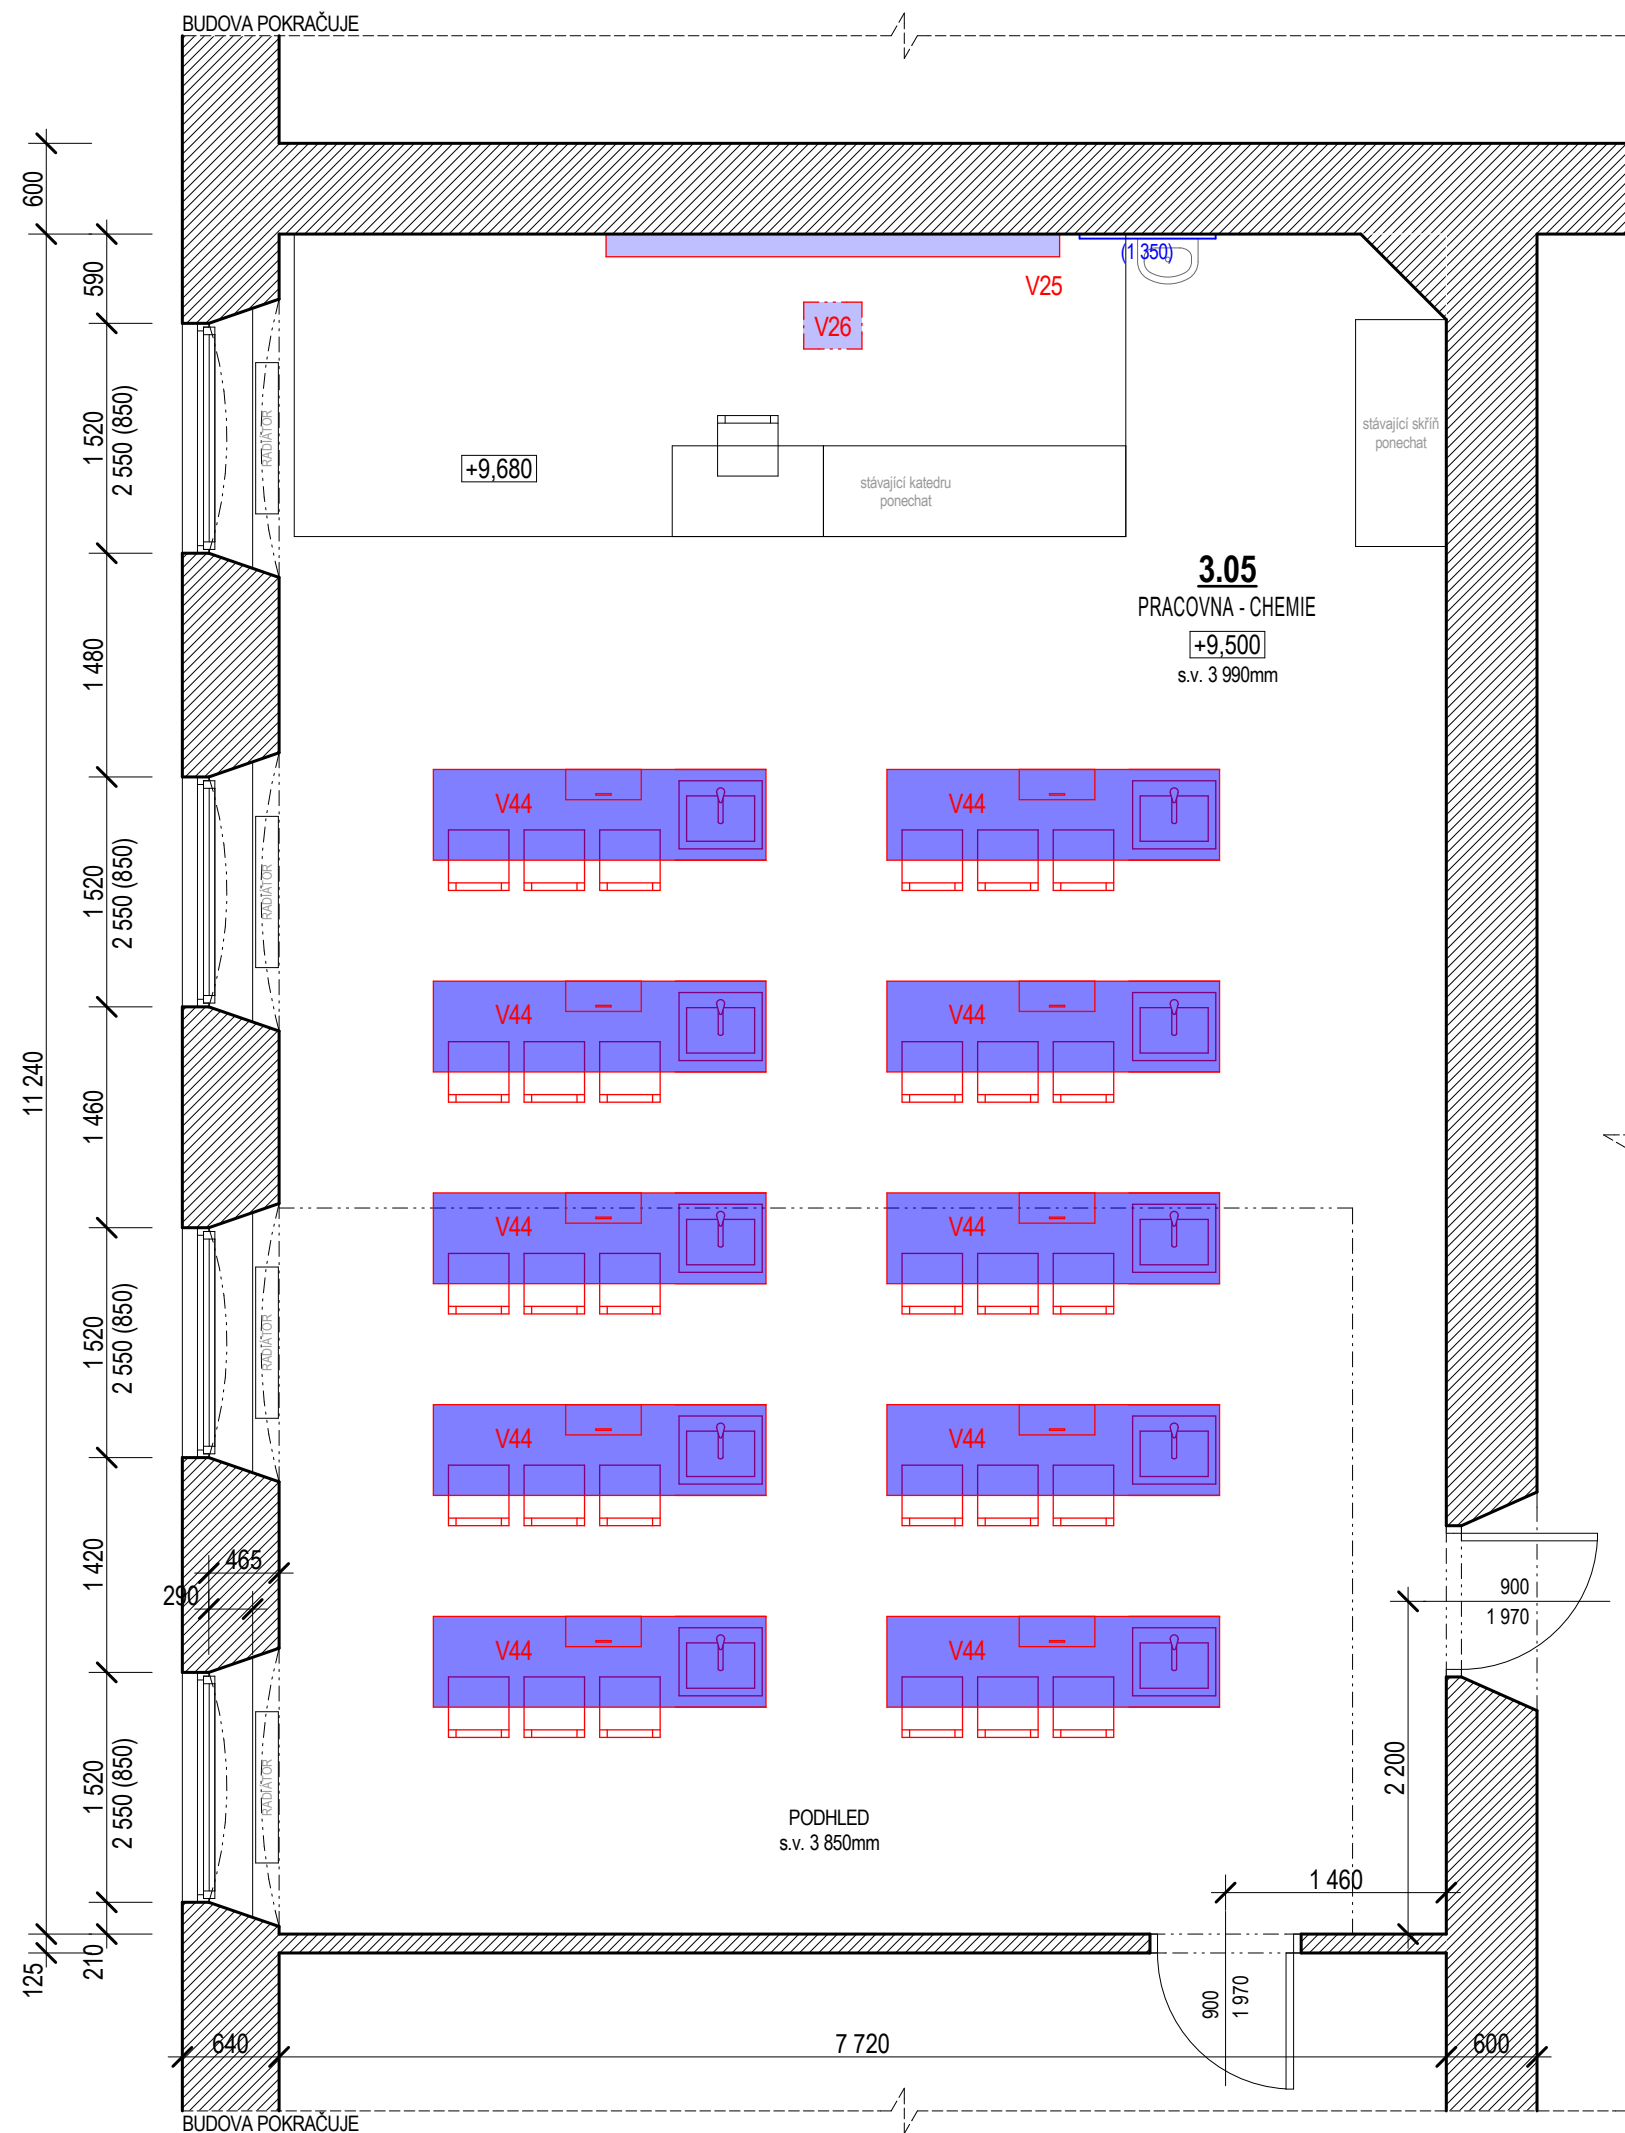 BUDOVA POKRAČUJE
600
590
(1 350)
V25
V26
1 520
2 550 (850)
RADIÁTOR
+9,680
stávající katedru
ponechat
stávající skříň
ponechat
3.05
PRACOVNA - CHEMIE
+9,500
s.v. 3 990mm
1 480
V44
V44
1 520
2 550 (850)
RADIÁTOR
V44
V44
11 240
1 460
V44
V44
1 520
2 550 (850)
RADIÁTOR
V44
V44
1 420
465
290
900
1 970
V44
V44
1 520
2 550 (850)
RADIÁTOR
2 200
PODHLED
s.v. 3 850mm
1 460
210
125
900
1 970
640
7 720
600
BUDOVA POKRAČUJE